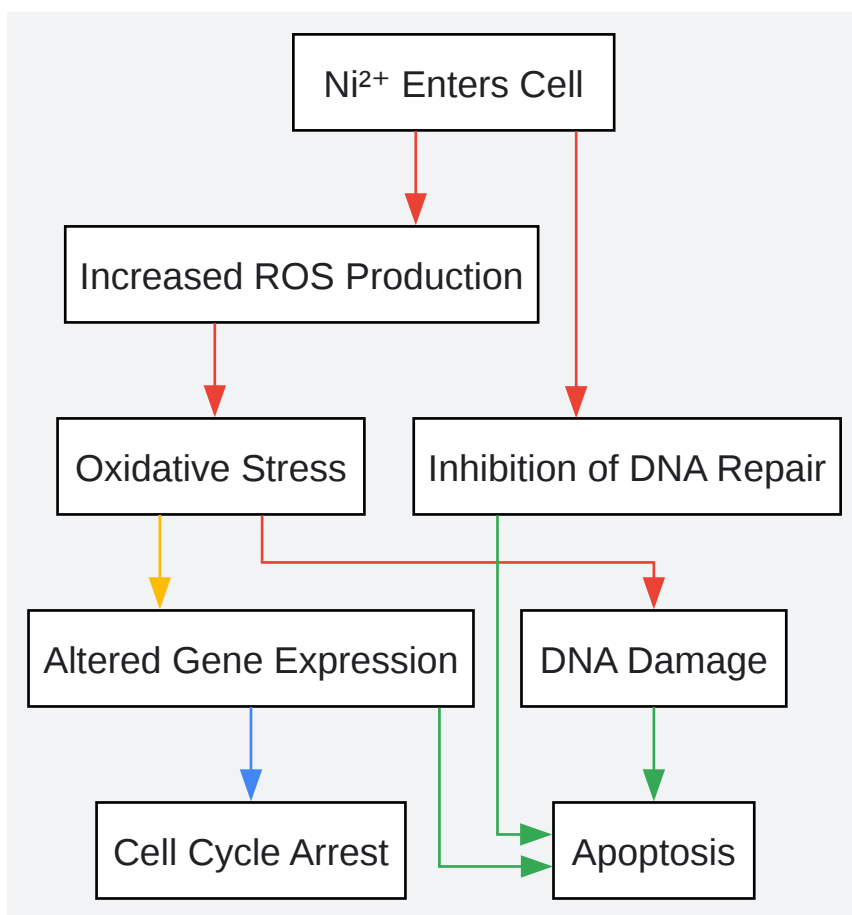 Ni²⁺ Enters Cell
Increased ROS Production
Oxidative Stress
Inhibition of DNA Repair
Altered Gene Expression
DNA Damage
Cell Cycle Arrest
Apoptosis